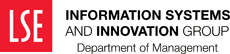 LSE
INFORMATION SYSTEMS
AND INNOVATION GROUP
Department of Management